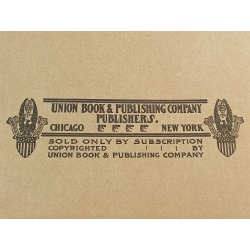 UNION BOOK & PUBLISHING COMPANY
PUBLISHERS.
CHICAGO NEW YORK
SOLD ONLY BY SUBSCRIPTION
COPYRIGHTED BY
UNION BOOK & PUBLISHING COMPANY